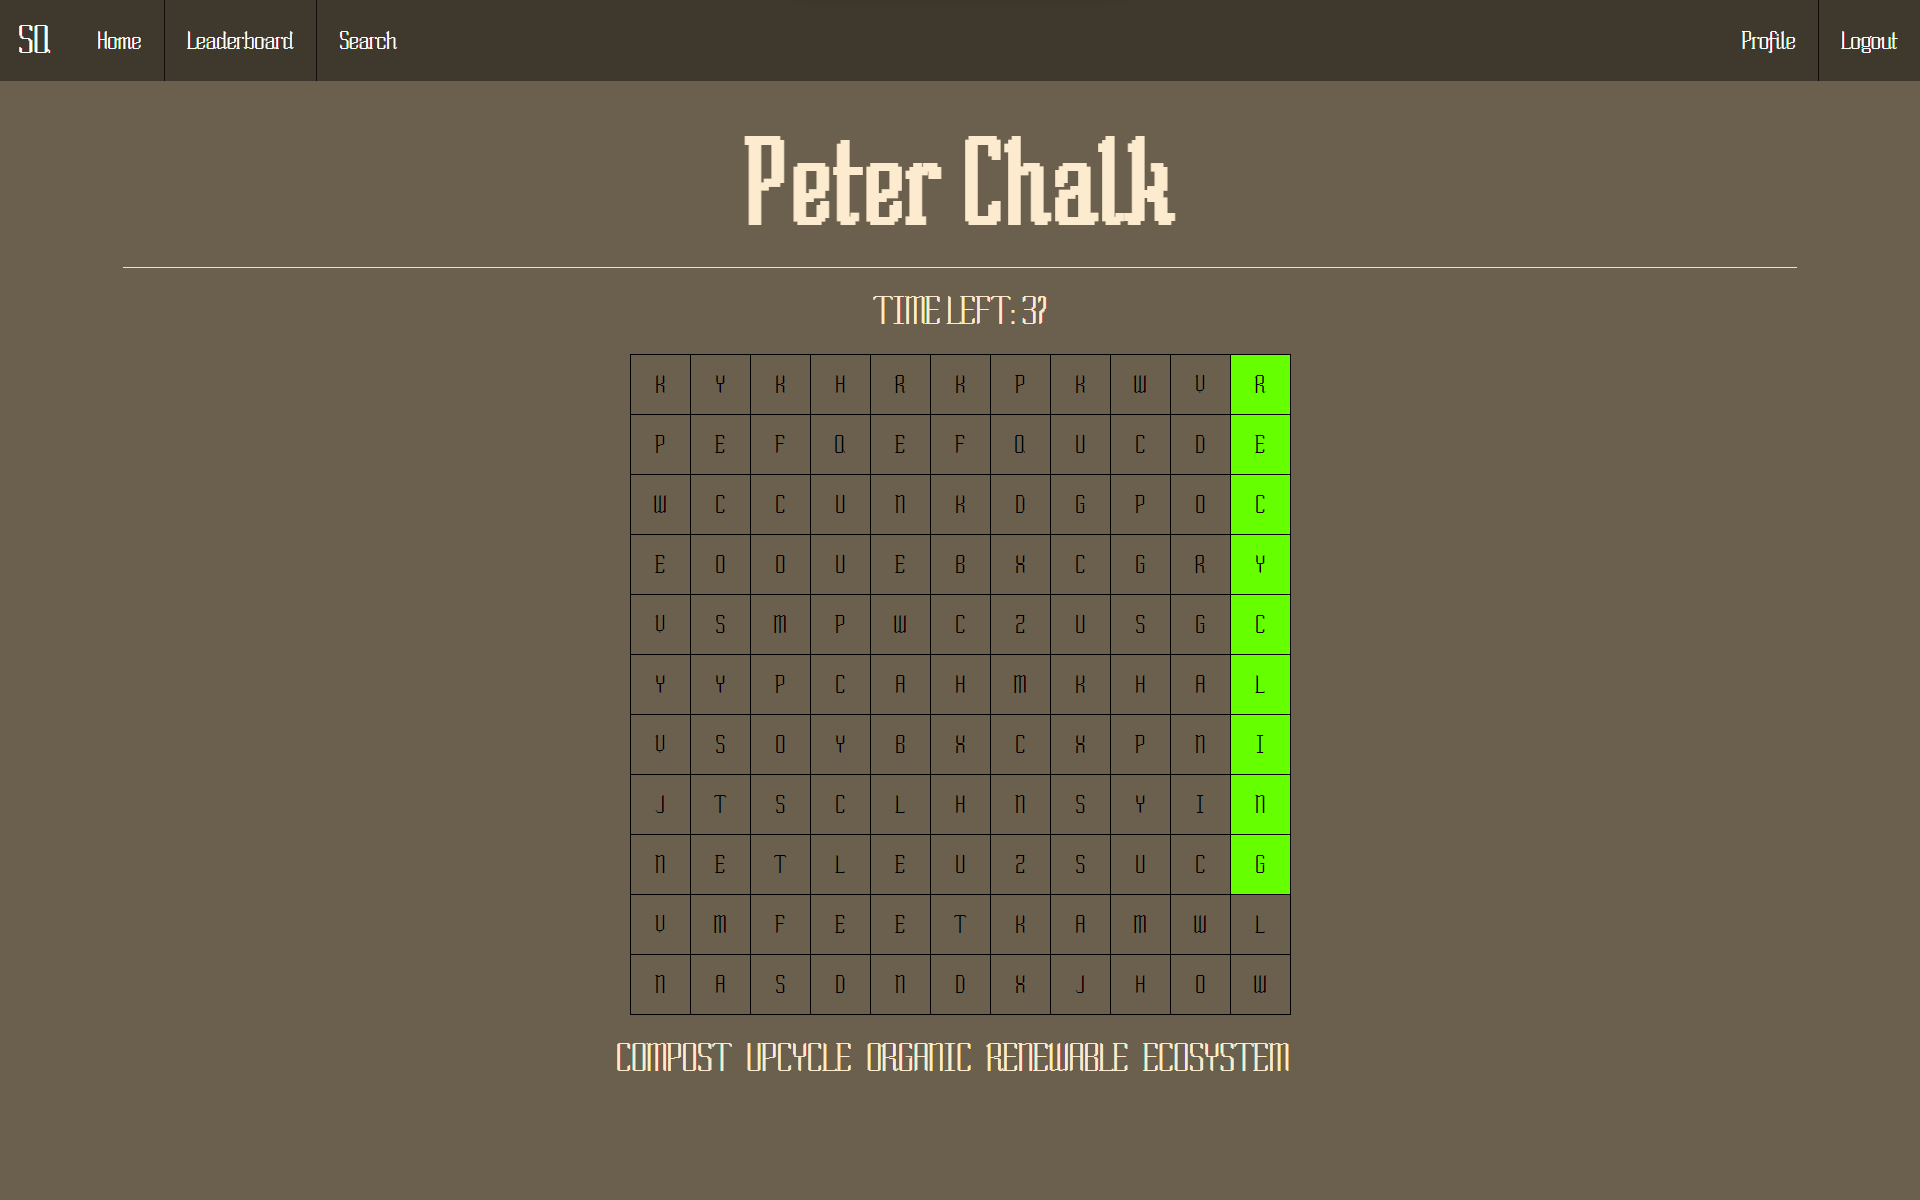 SQ Home Leaderboard Search Profile Logout
Peter Chalk
TIME LEFT: 37
K Y K H R K P K W V R
P E F Q E F Q U C D E
W C C U N K D G P O C
E O O U E B X C G R Y
V S M P W C Z U S G C
Y Y P C A H M K H A L
V S O Y B X C X P N I
J T S C L H N S Y I N
N E T L E U Z S U C G
V M F E E T K A M W L
N A S D N D X J H O W
COMPOST UPCYCLE ORGANIC RENEWABLE ECOSYSTEM